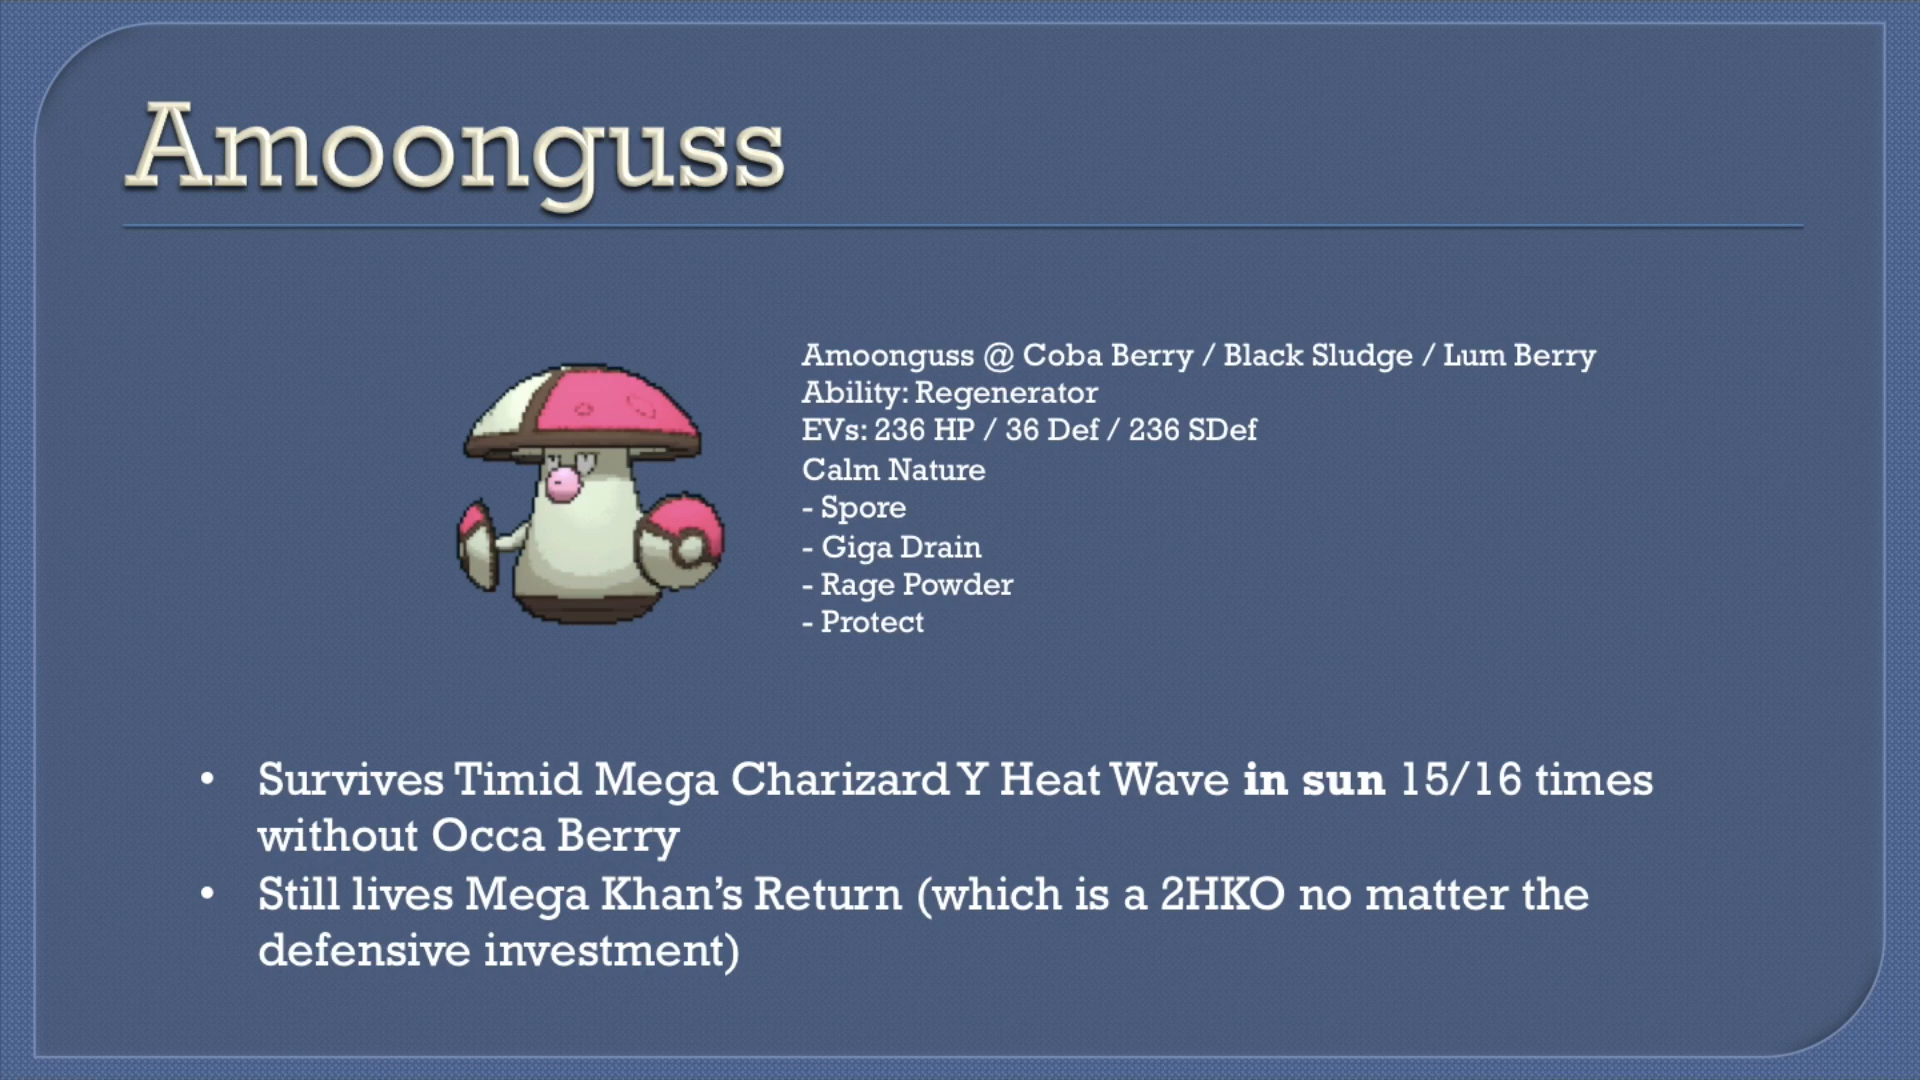 Amoonguss
Amoonguss @ Coba Berry / Black Sludge / Lum Berry
Ability: Regenerator
EVs: 236 HP / 36 Def / 236 SDef
Calm Nature
- Spore
- Giga Drain
- Rage Powder
- Protect
• Survives Timid Mega Charizard Y Heat Wave in sun 15/16 times
without Occa Berry
• Still lives Mega Khan’s Return (which is a 2HKO no matter the
defensive investment)